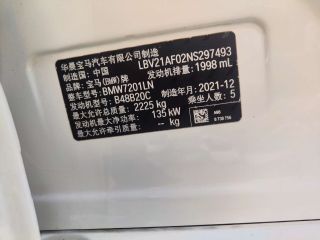 华晨宝马汽车有限公司制造
制造国: 中国 LBV21AF02NS297493
品牌: 宝马(BMW)牌 发动机排量: 1998 mL
整车型号: BMW7201LN
发动机型号: B48B20C 制造年月: 2021-12
最大允许总质量: 2225 kg 乘坐人数: 5
发动机最大净功率: 135 kW
最大允许牵引质量: -- kg